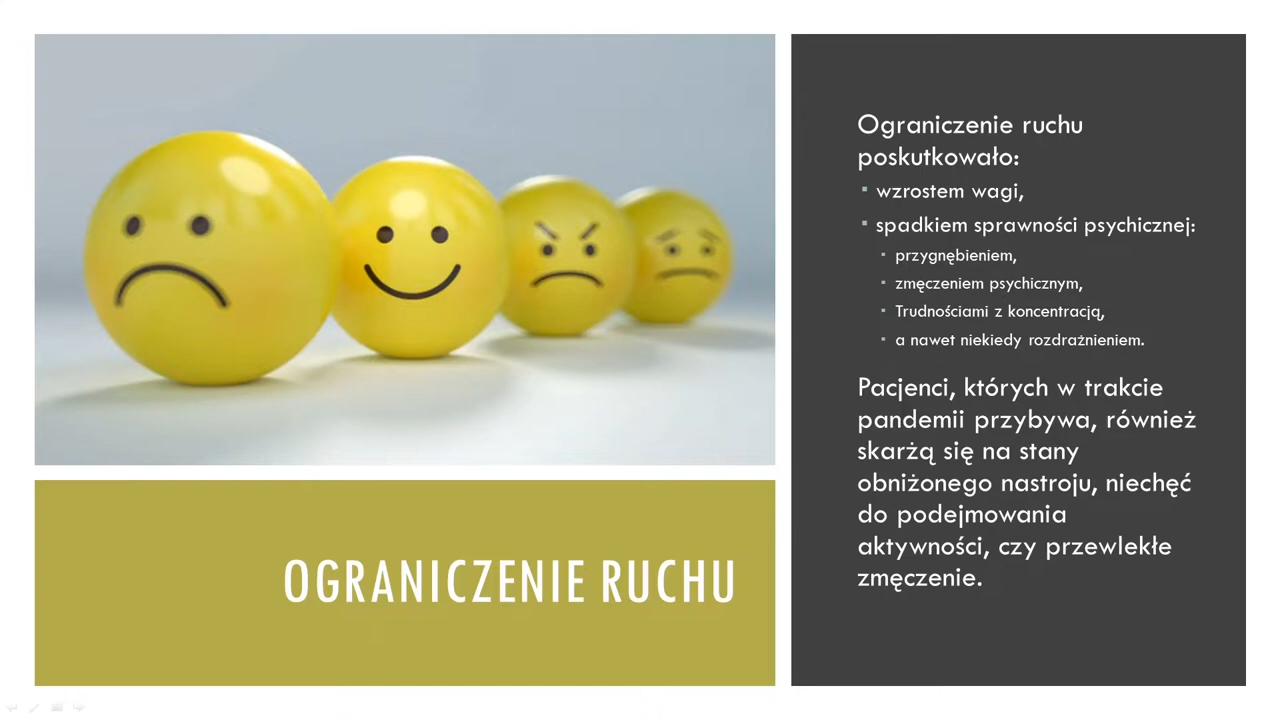 OGRANICZENIE RUCHU
Ograniczenie ruchu
poskutkowało:
▪ wzrostem wagi,
▪ spadkiem sprawności psychicznej:
▪ przygnębieniem,
▪ zmęczeniem psychicznym,
▪ Trudnościami z koncentracją,
▪ a nawet niekiedy rozdrażnieniem.
Pacjenci, których w trakcie
pandemii przybywa, również
skarżą się na stany
obniżonego nastroju, niechęć
do podejmowania
aktywności, czy przewlekłe
zmęczenie.